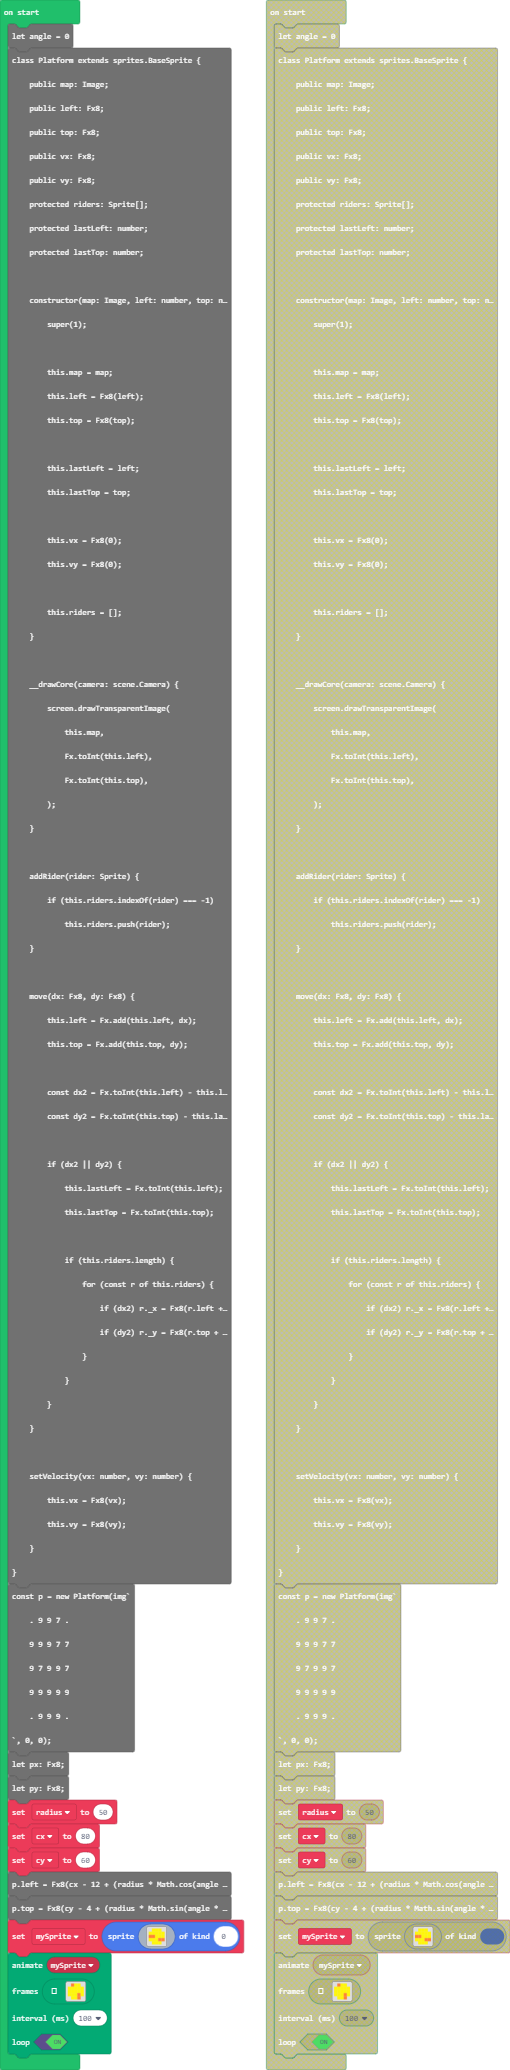 on start
let angle = 0
class Platform extends sprites.BaseSprite {
public map: Image;
public left: Fx8;
public top: Fx8;
public vx: Fx8;
public vy: Fx8;
protected riders: Sprite[];
protected lastLeft: number;
protected lastTop: number;
constructor(map: Image, left: number, top: n…
super(1);
this.map = map;
this.left = Fx8(left);
this.top = Fx8(top);
this.lastLeft = left;
this.lastTop = top;
this.vx = Fx8(0);
this.vy = Fx8(0);
this.riders = [];
}
__drawCore(camera: scene.Camera) {
screen.drawTransparentImage(
this.map,
Fx.toInt(this.left),
Fx.toInt(this.top),
);
}
addRider(rider: Sprite) {
if (this.riders.indexOf(rider) === -1)
this.riders.push(rider);
}
move(dx: Fx8, dy: Fx8) {
this.left = Fx.add(this.left, dx);
this.top = Fx.add(this.top, dy);
const dx2 = Fx.toInt(this.left) - this.l…
const dy2 = Fx.toInt(this.top) - this.la…
if (dx2 || dy2) {
this.lastLeft = Fx.toInt(this.left);
this.lastTop = Fx.toInt(this.top);
if (this.riders.length) {
for (const r of this.riders) {
if (dx2) r._x = Fx8(r.left +…
if (dy2) r._y = Fx8(r.top + …
}
}
}
}
setVelocity(vx: number, vy: number) {
this.vx = Fx8(vx);
this.vy = Fx8(vy);
}
}
const p = new Platform(img`
. 9 9 7 .
9 9 9 7 7
9 7 9 9 7
9 9 9 9 9
. 9 9 9 .
`, 0, 0);
let px: Fx8;
let py: Fx8;
set radius to 50
set cx to 80
set cy to 60
p.left = Fx8(cx - 12 + (radius * Math.cos(angle …
p.top = Fx8(cy - 4 + (radius * Math.sin(angle * …
set mySprite to sprite of kind 0
animate mySprite
frames
interval (ms) 100
loop ON
on start
let angle = 0
class Platform extends sprites.BaseSprite {
public map: Image;
public left: Fx8;
public top: Fx8;
public vx: Fx8;
public vy: Fx8;
protected riders: Sprite[];
protected lastLeft: number;
protected lastTop: number;
constructor(map: Image, left: number, top: n…
super(1);
this.map = map;
this.left = Fx8(left);
this.top = Fx8(top);
this.lastLeft = left;
this.lastTop = top;
this.vx = Fx8(0);
this.vy = Fx8(0);
this.riders = [];
}
__drawCore(camera: scene.Camera) {
screen.drawTransparentImage(
this.map,
Fx.toInt(this.left),
Fx.toInt(this.top),
);
}
addRider(rider: Sprite) {
if (this.riders.indexOf(rider) === -1)
this.riders.push(rider);
}
move(dx: Fx8, dy: Fx8) {
this.left = Fx.add(this.left, dx);
this.top = Fx.add(this.top, dy);
const dx2 = Fx.toInt(this.left) - this.l…
const dy2 = Fx.toInt(this.top) - this.la…
if (dx2 || dy2) {
this.lastLeft = Fx.toInt(this.left);
this.lastTop = Fx.toInt(this.top);
if (this.riders.length) {
for (const r of this.riders) {
if (dx2) r._x = Fx8(r.left +…
if (dy2) r._y = Fx8(r.top + …
}
}
}
}
setVelocity(vx: number, vy: number) {
this.vx = Fx8(vx);
this.vy = Fx8(vy);
}
}
const p = new Platform(img`
. 9 9 7 .
9 9 9 7 7
9 7 9 9 7
9 9 9 9 9
. 9 9 9 .
`, 0, 0);
let px: Fx8;
let py: Fx8;
set radius to 50
set cx to 80
set cy to 60
p.left = Fx8(cx - 12 + (radius * Math.cos(angle …
p.top = Fx8(cy - 4 + (radius * Math.sin(angle * …
set mySprite to sprite of kind
animate mySprite
frames
interval (ms) 100
loop ON